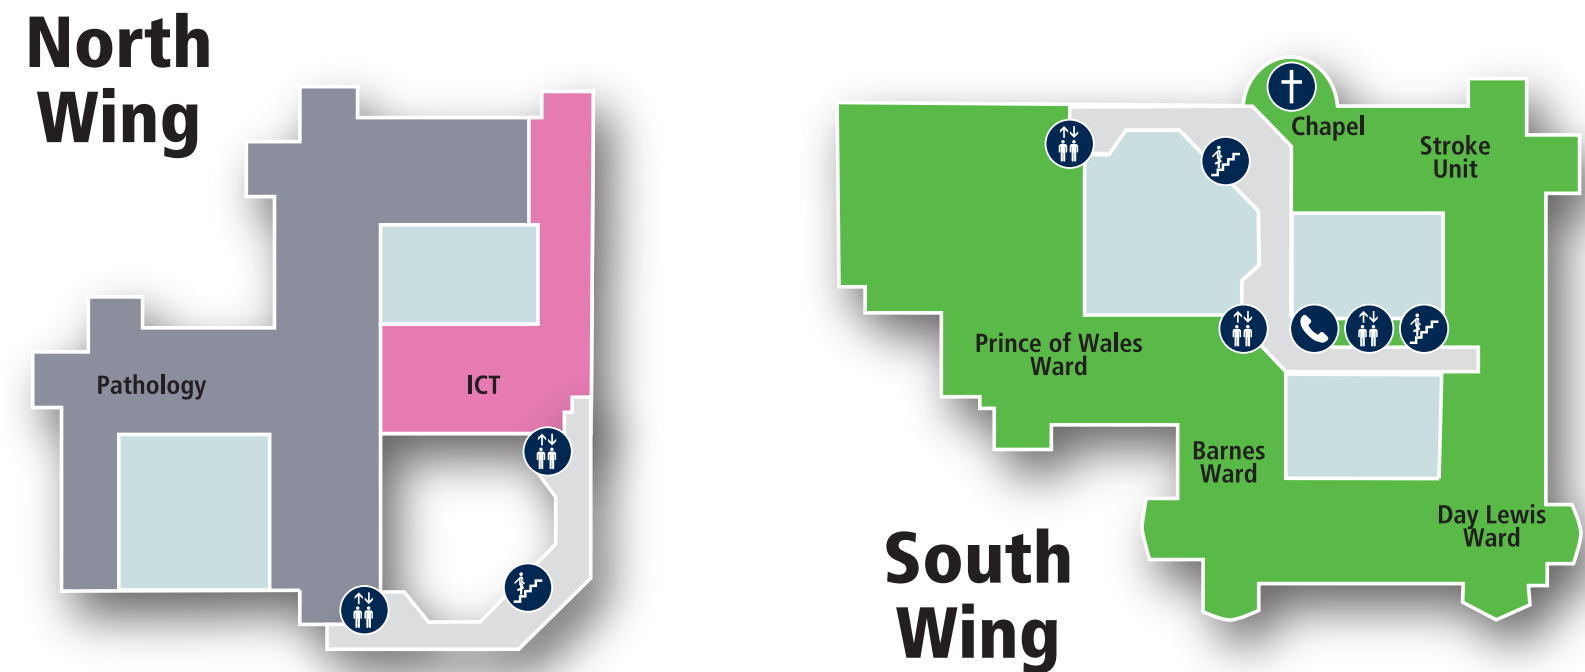 North
Wing
Pathology
ICT
Chapel
Stroke
Unit
Prince of Wales
Ward
Barnes
Ward
Day Lewis
Ward
South
Wing